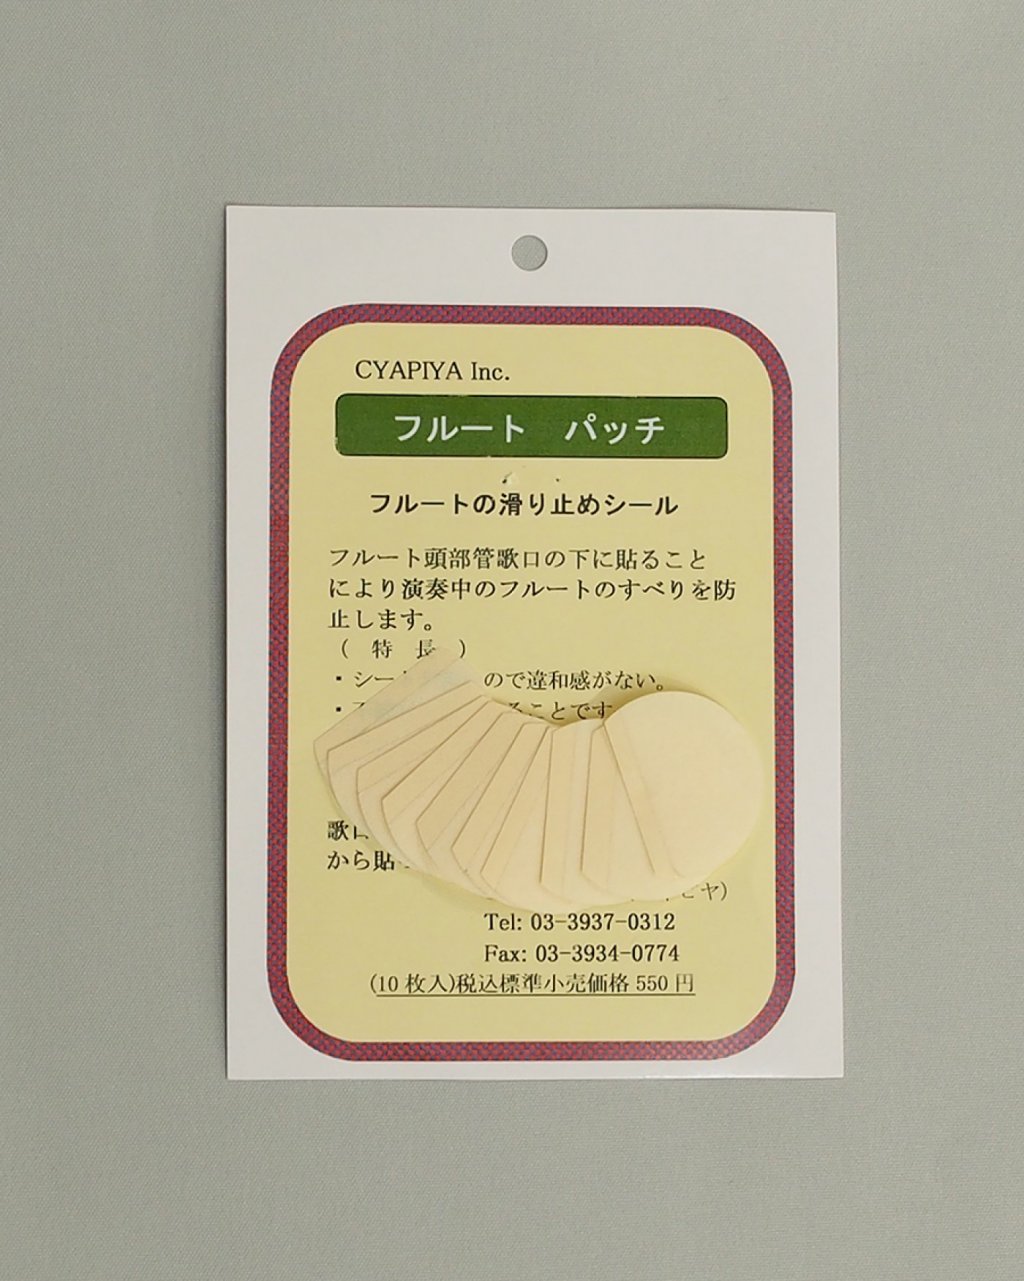 CYAPIYA Inc.
フルート　パッチ
フルートの滑り止めシール
フルート頭部管歌口の下に貼ること
により演奏中のフルートのすべりを防
止します。
（　特　長　）
・シー ので違和感がない。
・ ることです
歌口
から貼
ピヤ）
Tel: 03-3937-0312
Fax: 03-3934-0774
(10 枚入)税込標準小売価格 550 円